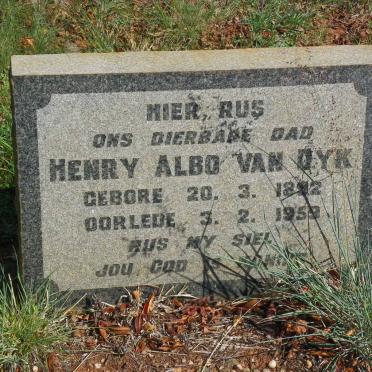 HIER RUS
ONS DIERBARE DAD
HENRY ALBO VAN DYK
GEBORE 20. 3. 1892
OORLEDE 3. 2. 1959
RUS MY SIEL
JOU GOD